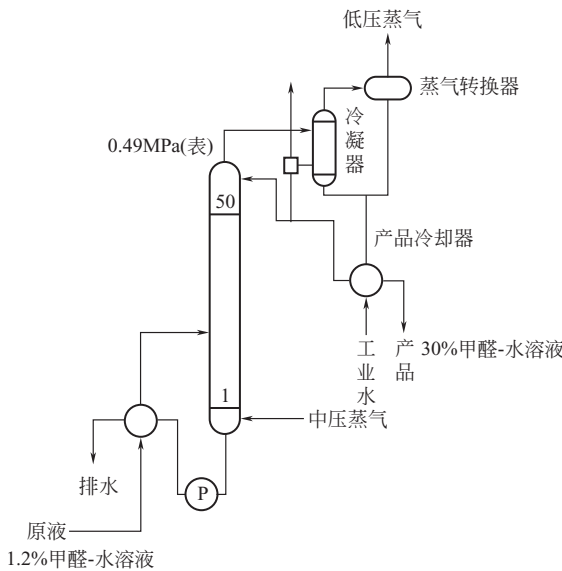 低压蒸气
蒸气转换器
冷凝器
0.49MPa(表)
50
产品冷却器
工业水
产品
30%甲醛-水溶液
1
中压蒸气
排水
P
原液
1.2%甲醛-水溶液